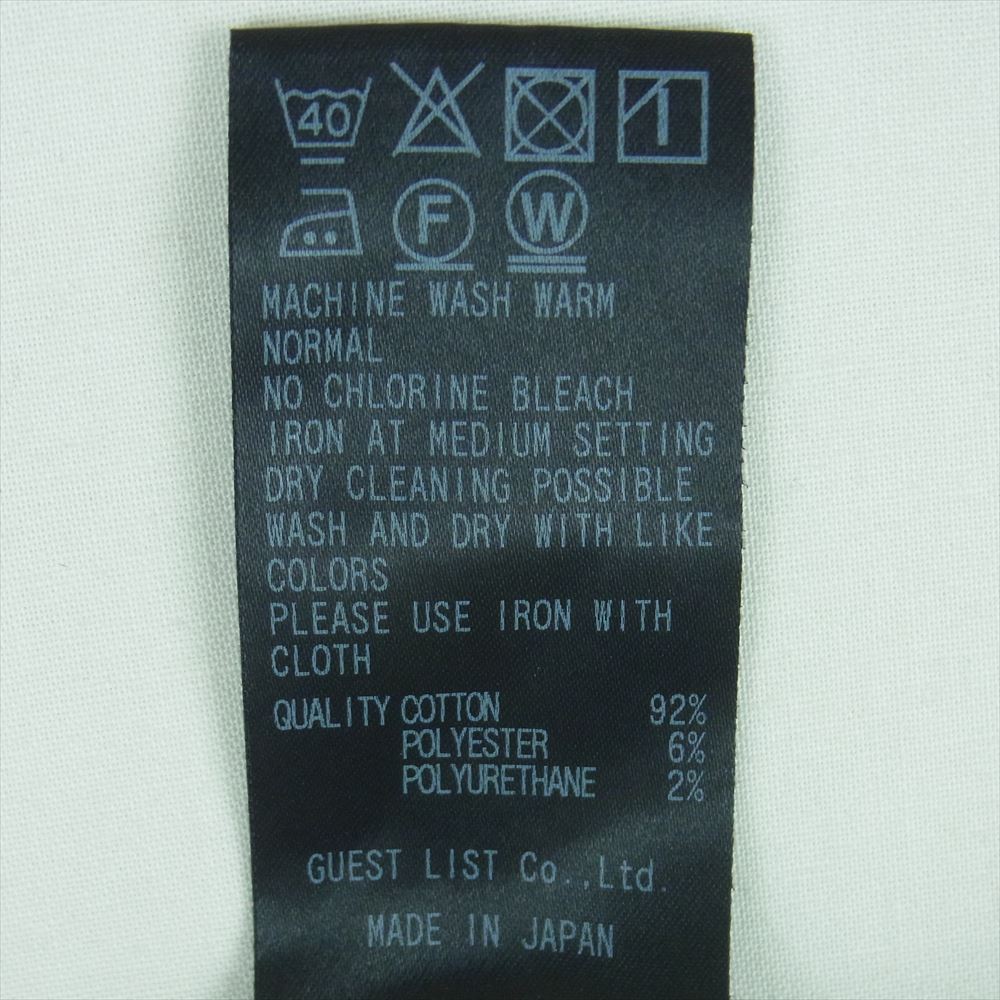 40
F W
MACHINE WASH WARM
NORMAL
NO CHLORINE BLEACH
IRON AT MEDIUM SETTING
DRY CLEANING POSSIBLE
WASH AND DRY WITH LIKE
COLORS
PLEASE USE IRON WITH
CLOTH
QUALITY COTTON 92%
POLYESTER 6%
POLYURETHANE 2%
GUEST LIST Co.,Ltd.
MADE IN JAPAN